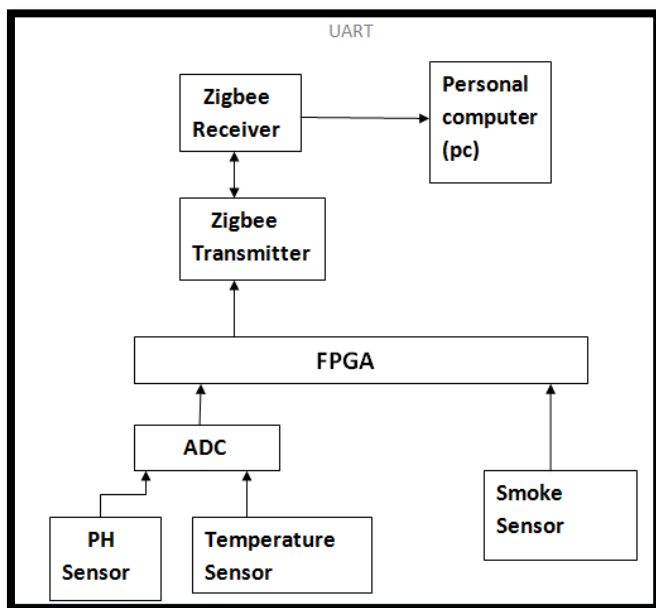 UART
Zigbee
Receiver
Personal
computer
(pc)
Zigbee
Transmitter
FPGA
ADC
PH
Sensor
Temperature
Sensor
Smoke
Sensor